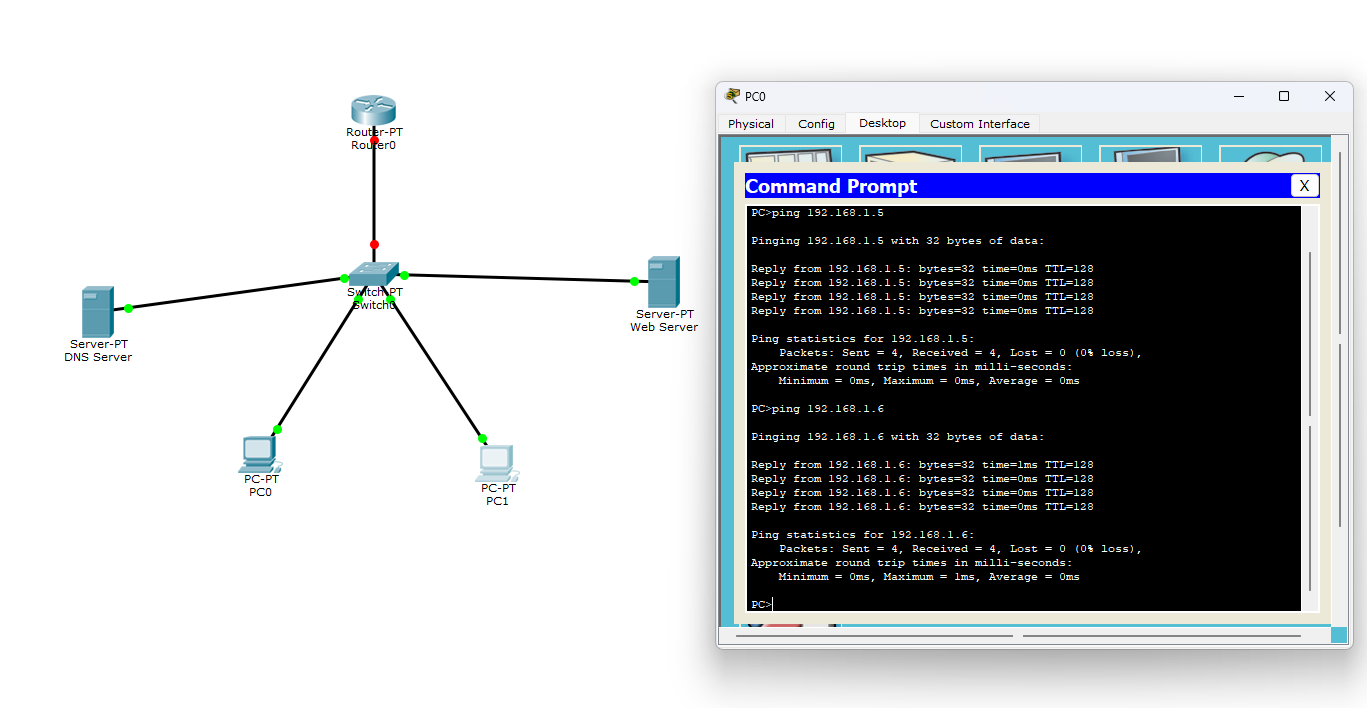 Router-PT
Router0
Switch-PT
Switch0
Server-PT
DNS Server
Server-PT
Web Server
PC-PT
PC0
PC-PT
PC1
PC0
Physical
Config
Desktop
Custom Interface
Command Prompt
X
PC>ping 192.168.1.5
Pinging 192.168.1.5 with 32 bytes of data:
Reply from 192.168.1.5: bytes=32 time=0ms TTL=128
Reply from 192.168.1.5: bytes=32 time=0ms TTL=128
Reply from 192.168.1.5: bytes=32 time=0ms TTL=128
Reply from 192.168.1.5: bytes=32 time=0ms TTL=128
Ping statistics for 192.168.1.5:
Packets: Sent = 4, Received = 4, Lost = 0 (0% loss),
Approximate round trip times in milli-seconds:
Minimum = 0ms, Maximum = 0ms, Average = 0ms
PC>ping 192.168.1.6
Pinging 192.168.1.6 with 32 bytes of data:
Reply from 192.168.1.6: bytes=32 time=1ms TTL=128
Reply from 192.168.1.6: bytes=32 time=0ms TTL=128
Reply from 192.168.1.6: bytes=32 time=0ms TTL=128
Reply from 192.168.1.6: bytes=32 time=0ms TTL=128
Ping statistics for 192.168.1.6:
Packets: Sent = 4, Received = 4, Lost = 0 (0% loss),
Approximate round trip times in milli-seconds:
Minimum = 0ms, Maximum = 1ms, Average = 0ms
PC>